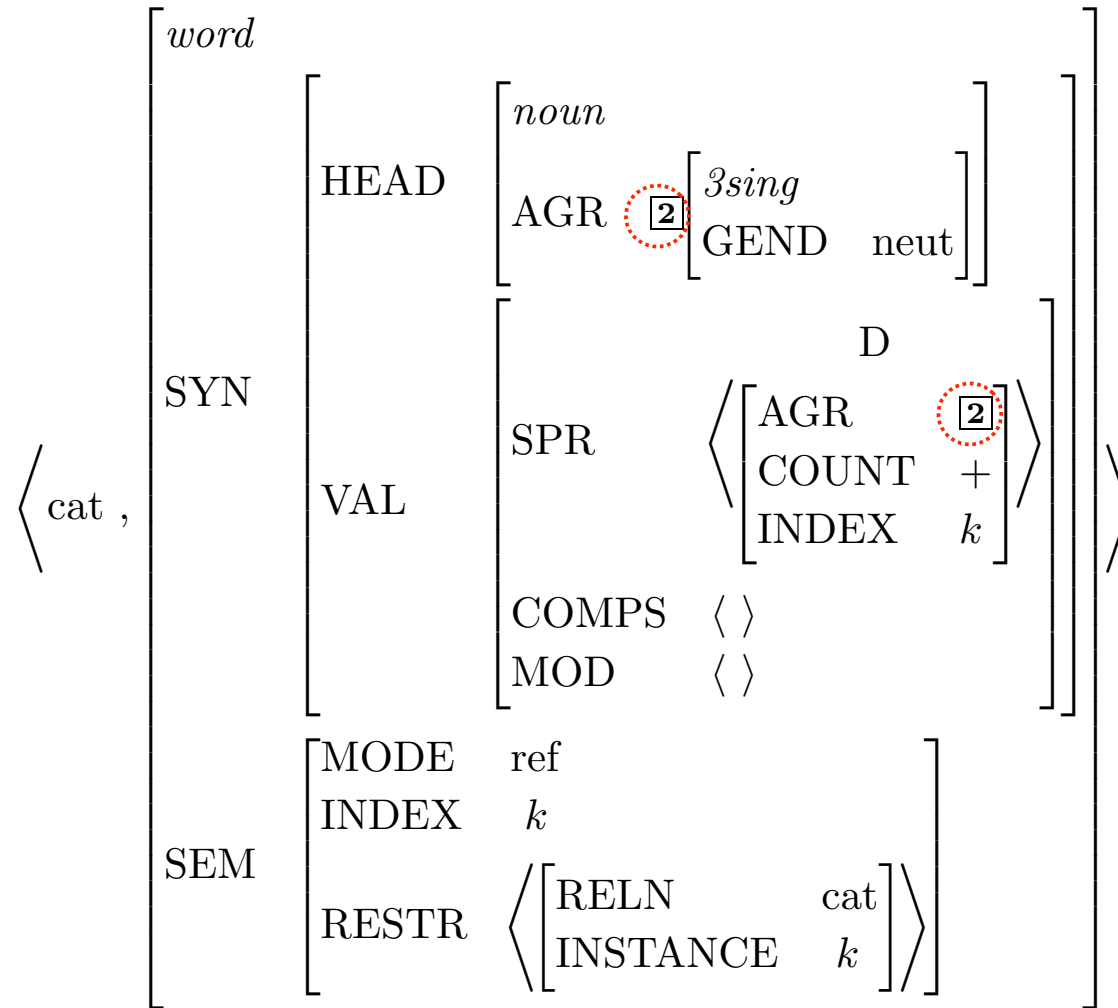 word
noun
HEAD
3sing
AGR 2
GEND neut
D
SYN
AGR 2
SPR
COUNT +
VAL
cat ,
INDEX k
COMPS ⟨ ⟩
MOD ⟨ ⟩
MODE ref
INDEX k
SEM
RELN cat
RESTR
INSTANCE k